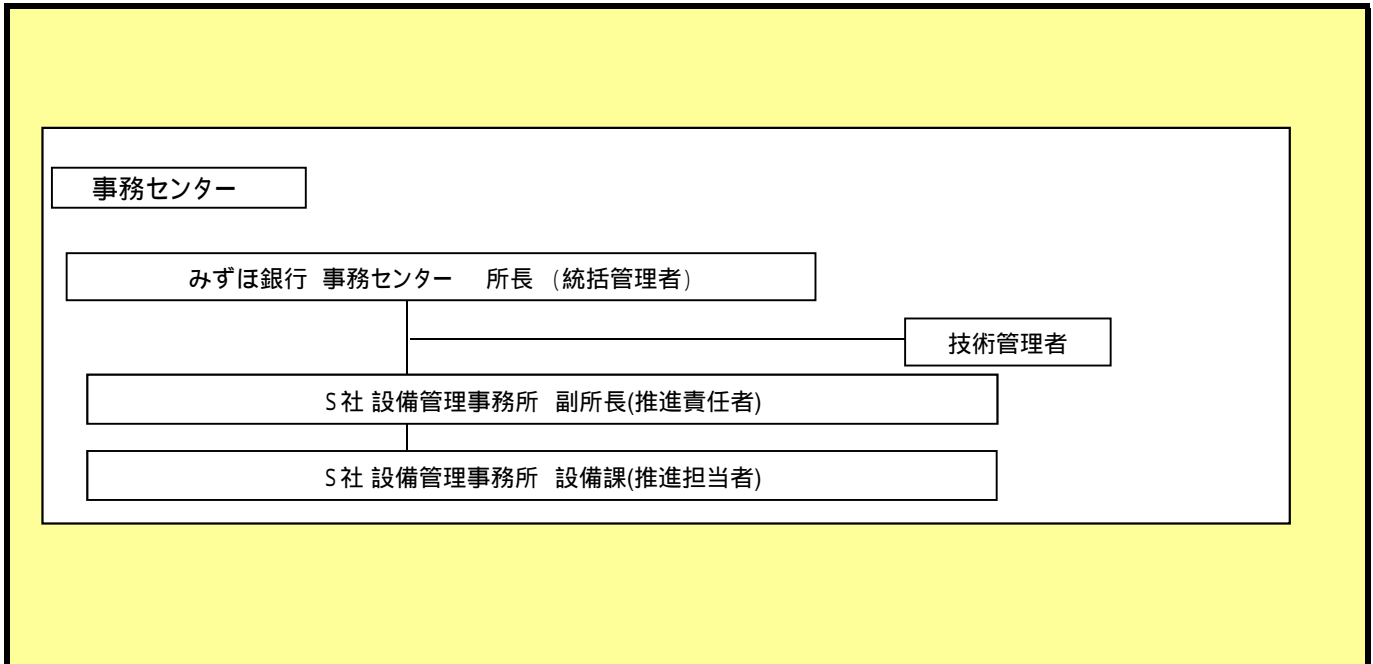 事務センター
みずほ銀行 事務センター 所長 (統括管理者)
技術管理者
S社 設備管理事務所 副所長(推進責任者)
S社 設備管理事務所 設備課(推進担当者)